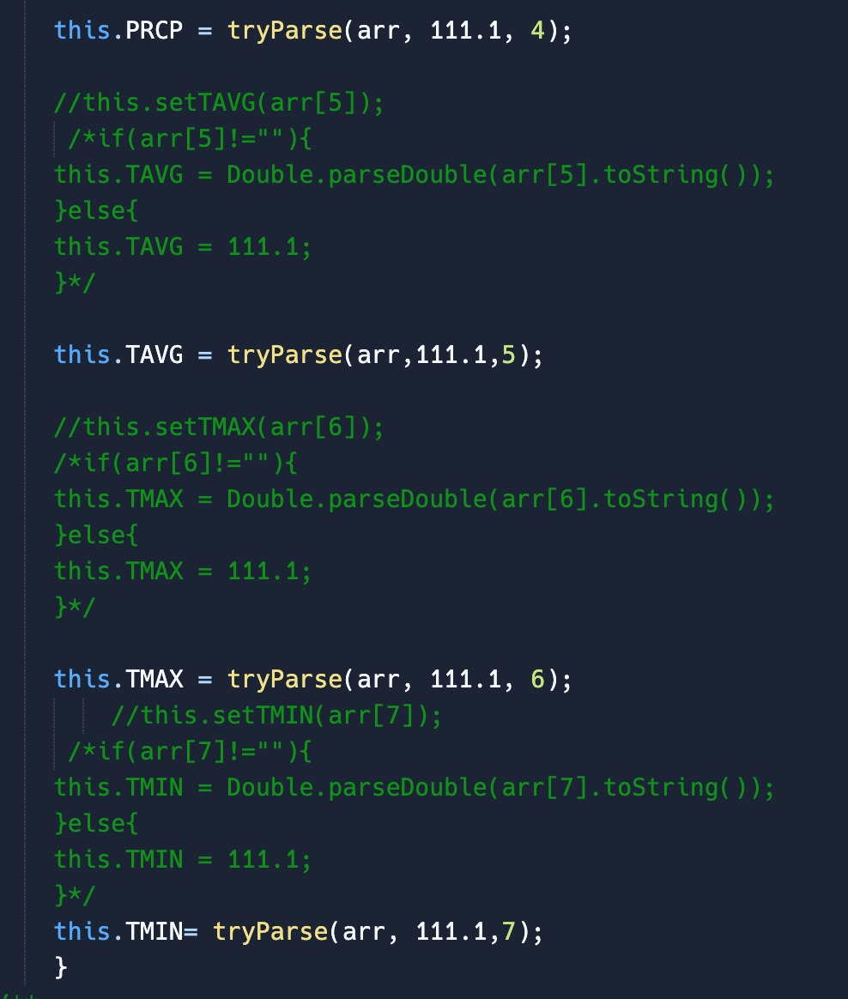 this.PRCP = tryParse(arr, 111.1, 4);
//this.setTAVG(arr[5]);
/*if(arr[5]!=""){
this.TAVG = Double.parseDouble(arr[5].toString());
}else{
this.TAVG = 111.1;
}*/
this.TAVG = tryParse(arr,111.1,5);
//this.setTMAX(arr[6]);
/*if(arr[6]!=""){
this.TMAX = Double.parseDouble(arr[6].toString());
}else{
this.TMAX = 111.1;
}*/
this.TMAX = tryParse(arr, 111.1, 6);
//this.setTMIN(arr[7]);
/*if(arr[7]!=""){
this.TMIN = Double.parseDouble(arr[7].toString());
}else{
this.TMIN = 111.1;
}*/
this.TMIN= tryParse(arr, 111.1,7);
}